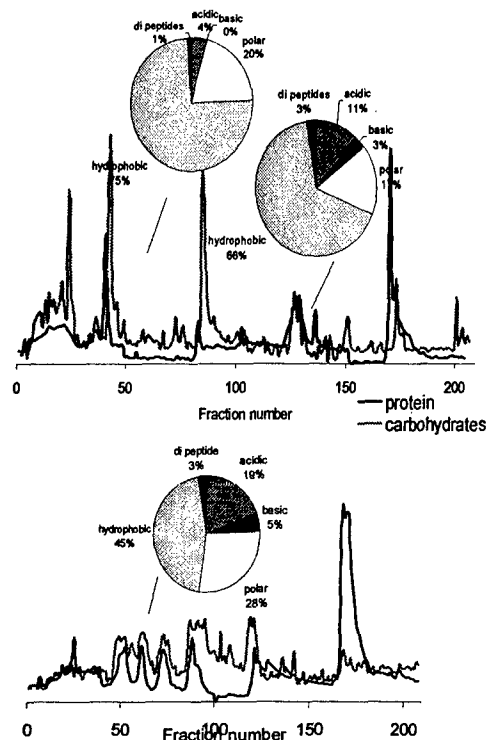 di peptides
1%
acidic
4%
basic
0%
polar
20%
hydrophobic
75%
di peptides
3%
acidic
11%
basic
3%
polar
17%
hydrophobic
66%
0 50 100 150 200
Fraction number
protein
carbohydrates
di peptide
3%
acidic
19%
basic
5%
hydrophobic
45%
polar
28%
0 50 100 150 200
Fraction number